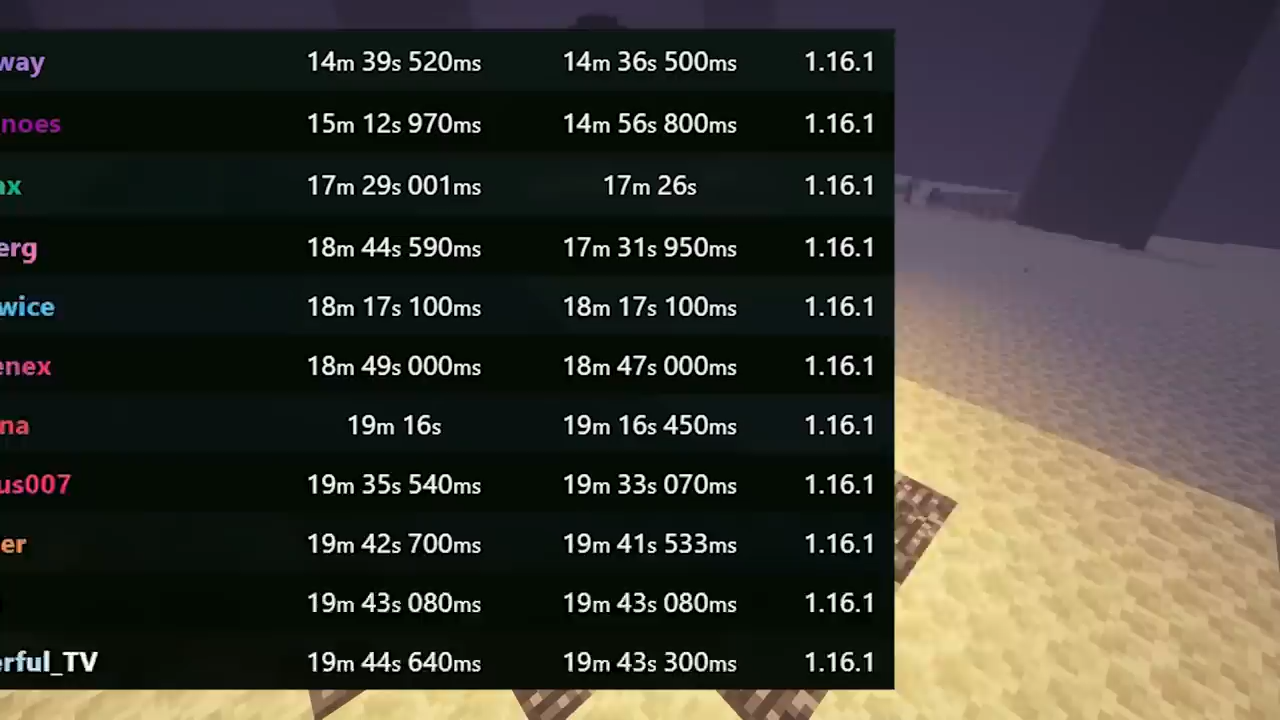 way 14m 39s 520ms 14m 36s 500ms 1.16.1
noes 15m 12s 970ms 14m 56s 800ms 1.16.1
ax 17m 29s 001ms 17m 26s 1.16.1
erg 18m 44s 590ms 17m 31s 950ms 1.16.1
wice 18m 17s 100ms 18m 17s 100ms 1.16.1
enex 18m 49s 000ms 18m 47s 000ms 1.16.1
na 19m 16s 19m 16s 450ms 1.16.1
us007 19m 35s 540ms 19m 33s 070ms 1.16.1
er 19m 42s 700ms 19m 41s 533ms 1.16.1
19m 43s 080ms 19m 43s 080ms 1.16.1
erful_TV 19m 44s 640ms 19m 43s 300ms 1.16.1